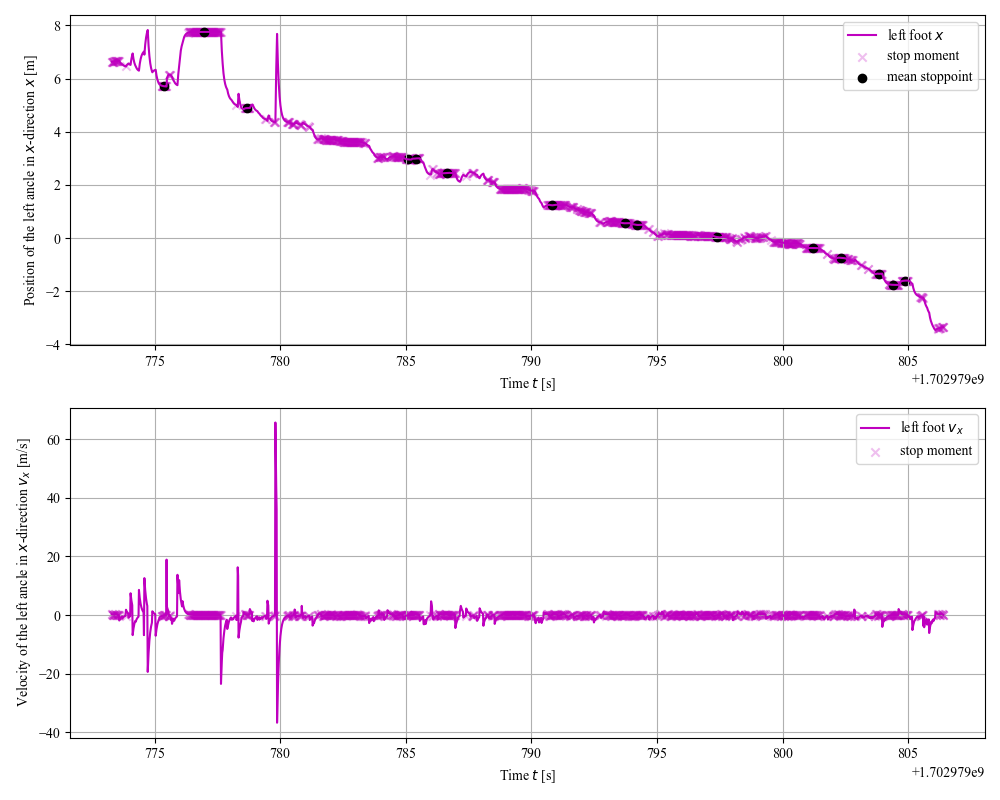 8
6
4
2
0
−2
−4
Position of the left angle in x-direction x [m]
left foot x
stop moment
mean stoppoint
775
780
785
790
795
800
805
Time t [s]
+1.702979e9
60
40
20
0
−20
−40
Velocity of the left angle in x-direction vₓ [m/s]
left foot vₓ
stop moment
775
780
785
790
795
800
805
Time t [s]
+1.702979e9